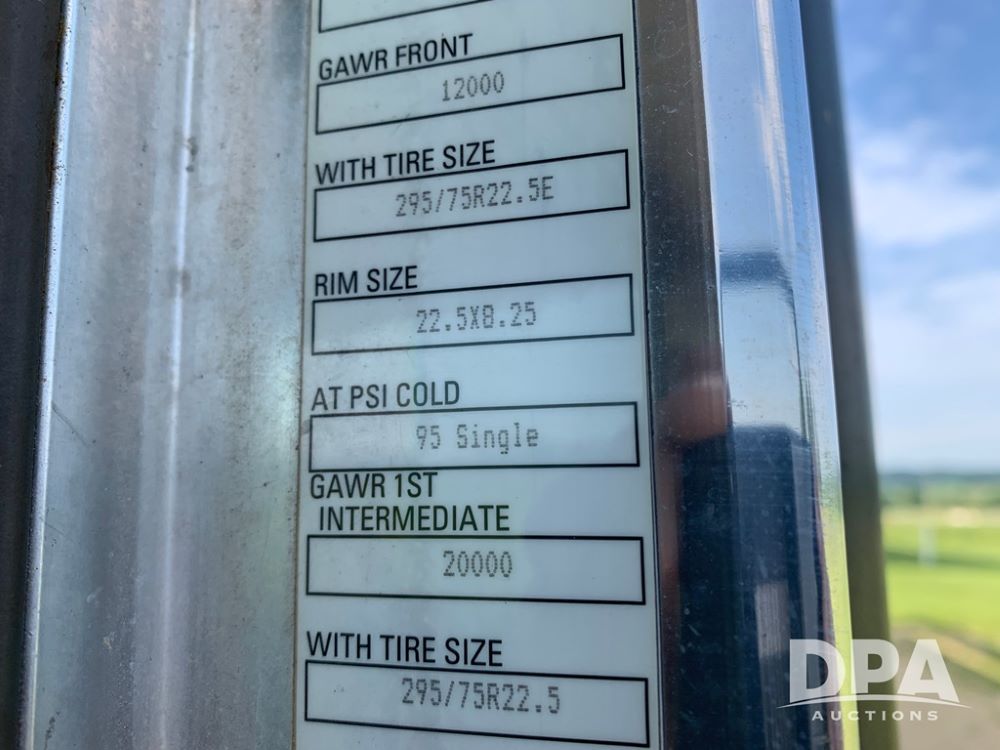 GAWR FRONT
12000
WITH TIRE SIZE
295/75R22.5E
RIM SIZE
22.5X8.25
AT PSI COLD
95 Single
GAWR 1ST
INTERMEDIATE
20000
WITH TIRE SIZE
295/75R22.5
DPA
AUCTIONS